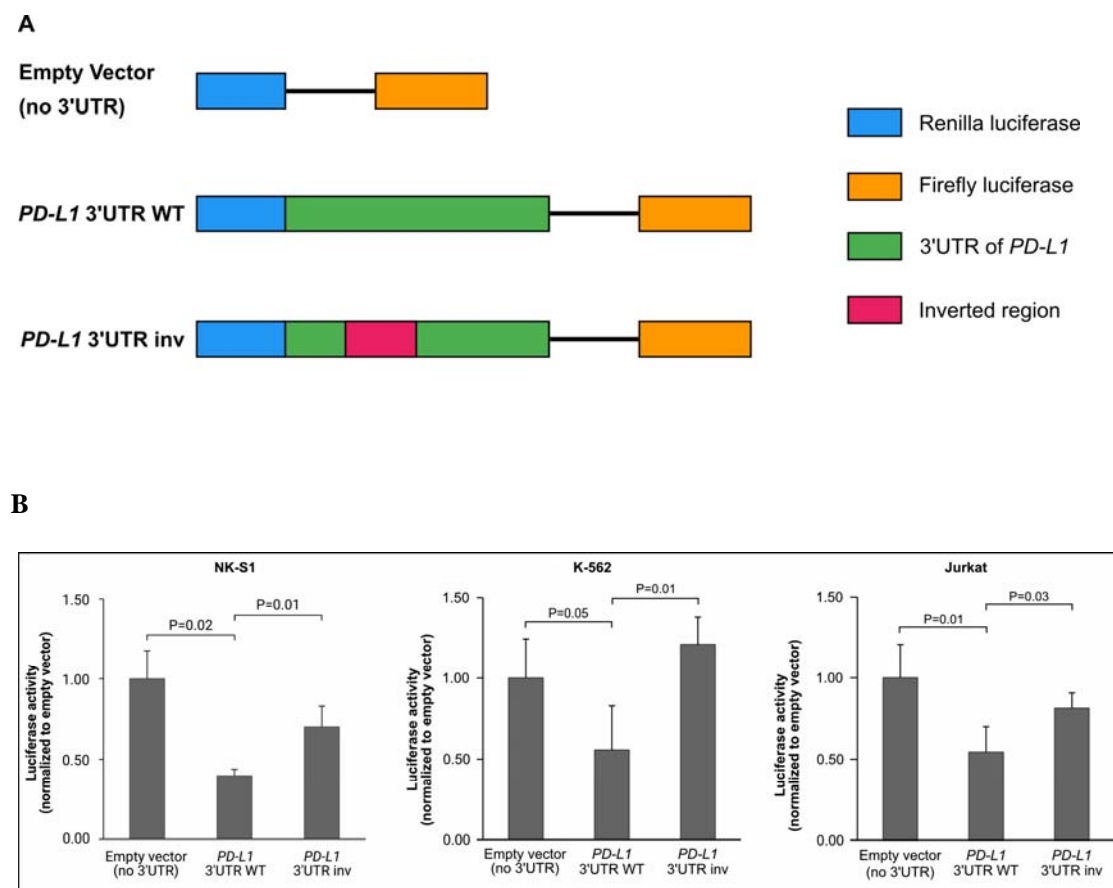 A
Empty Vector
(no 3'UTR)
PD-L1 3'UTR WT
PD-L1 3'UTR inv
Renilla luciferase
Firefly luciferase
3'UTR of PD-L1
Inverted region
B
NK-S1
Luciferase activity
(normalized to empty vector)
1.50
1.00
0.50
0.00
P=0.02
P=0.01
Empty vector
(no 3'UTR)
PD-L1
3'UTR WT
PD-L1
3'UTR inv
K-562
Luciferase activity
(normalized to empty vector)
1.50
1.00
0.50
0.00
P=0.05
P=0.01
Empty vector
(no 3'UTR)
PD-L1
3'UTR WT
PD-L1
3'UTR inv
Jurkat
Luciferase activity
(normalized to empty vector)
1.50
1.00
0.50
0.00
P=0.01
P=0.03
Empty vector
(no 3'UTR)
PD-L1
3'UTR WT
PD-L1
3'UTR inv